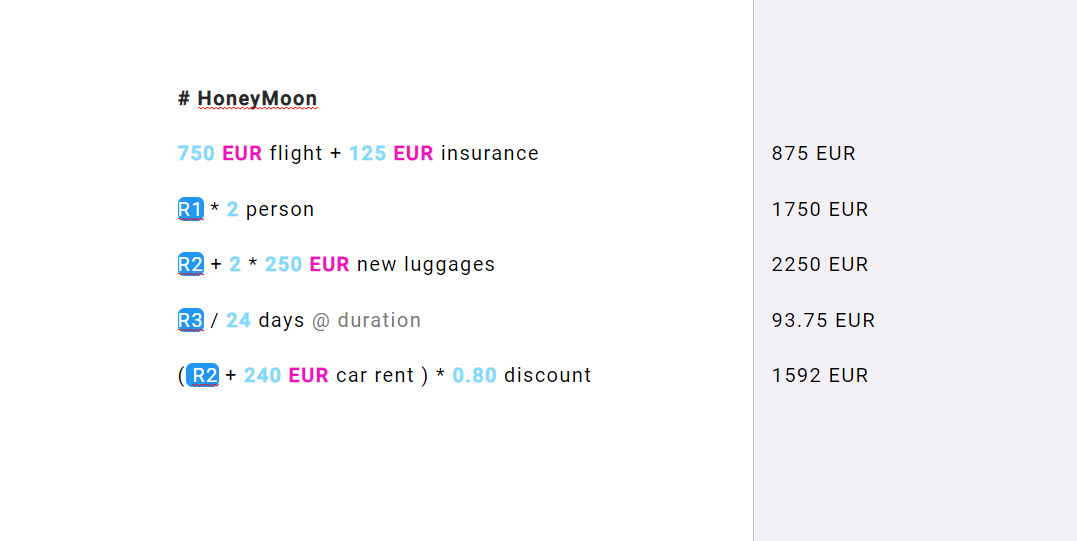 # HoneyMoon
750 EUR flight + 125 EUR insurance 875 EUR
R1 * 2 person 1750 EUR
R2 + 2 * 250 EUR new luggages 2250 EUR
R3 / 24 days @ duration 93.75 EUR
( R2 + 240 EUR car rent ) * 0.80 discount 1592 EUR